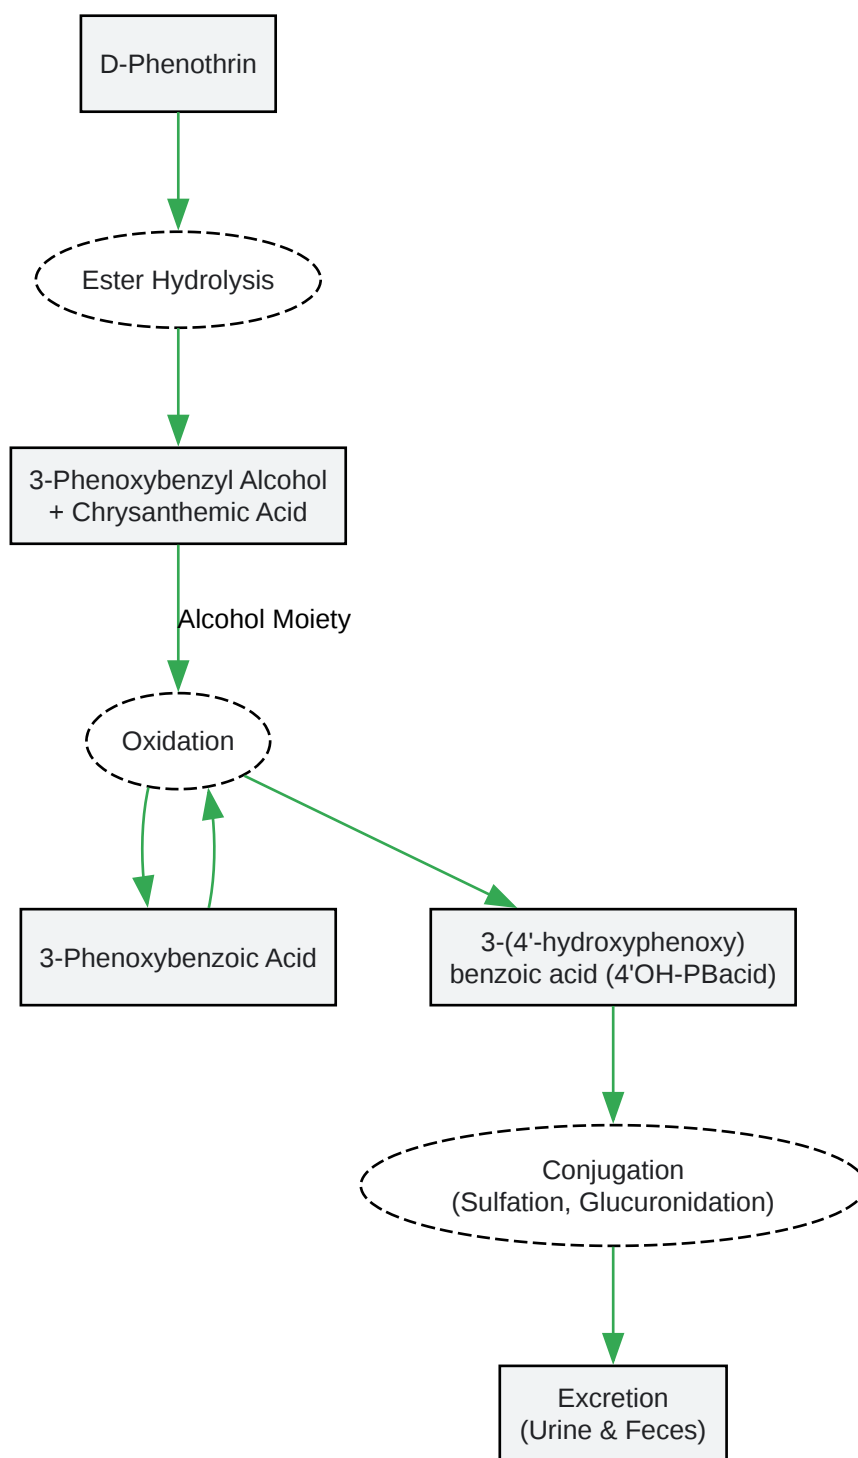 D-Phenothrin
Ester Hydrolysis
3-Phenoxybenzyl Alcohol
+ Chrysanthemic Acid
Alcohol Moiety
Oxidation
3-Phenoxybenzoic Acid
3-(4'-hydroxyphenoxy)
benzoic acid (4'OH-PBacid)
Conjugation
(Sulfation, Glucuronidation)
Excretion
(Urine & Feces)